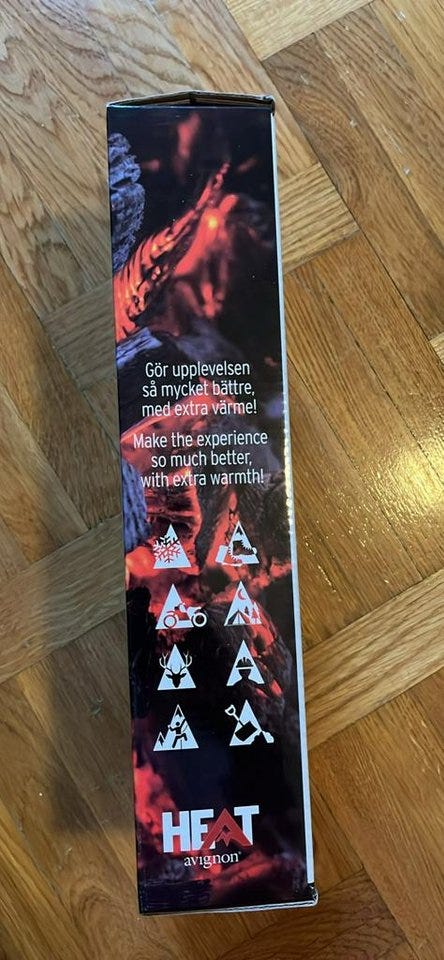 Gör upplevelsen
så mycket bättre,
med extra värme!
Make the experience
so much better,
with extra warmth!
HEAT
avignon®